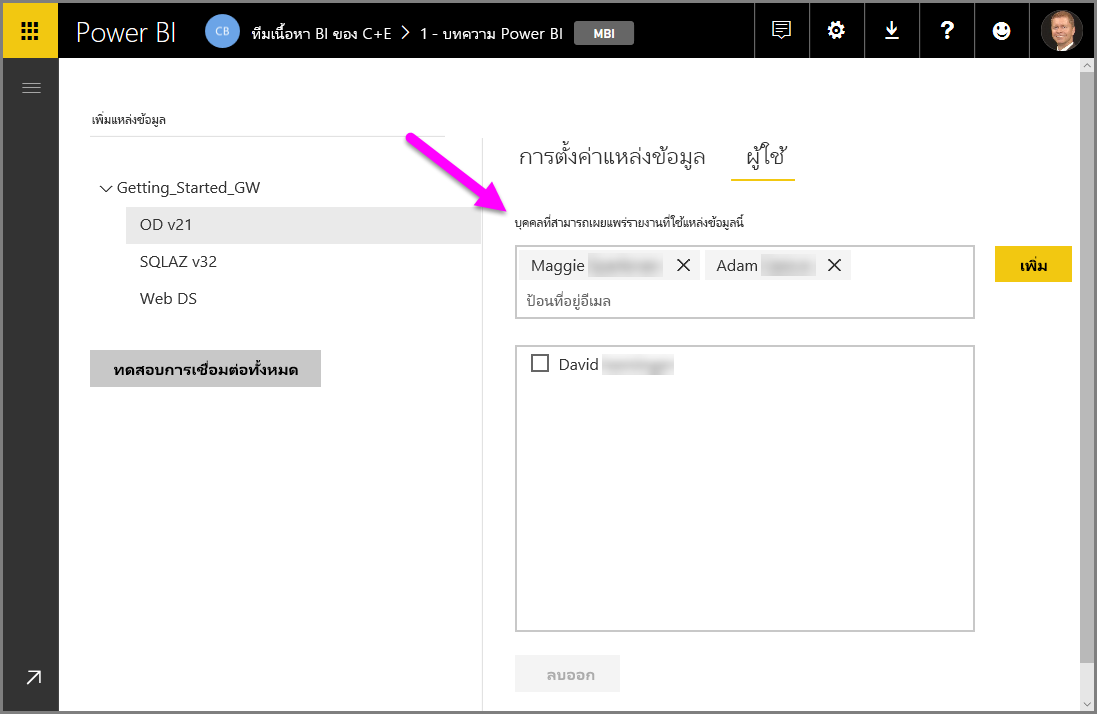 Power BI CB ทีมเนื้อหา BI ของ C+E > 1 - บทความ Power BI MBI
เพิ่มแหล่งข้อมูล
Getting_Started_GW
OD v21
SQLAZ v32
Web DS
ทดสอบการเชื่อมต่อทั้งหมด
การตั้งค่าแหล่งข้อมูล ผู้ใช้
บุคคลที่สามารถเผยแพร่รายงานที่ใช้แหล่งข้อมูลนี้
Maggie Adam
ป้อนที่อยู่อีเมล
เพิ่ม
David
ลบออก